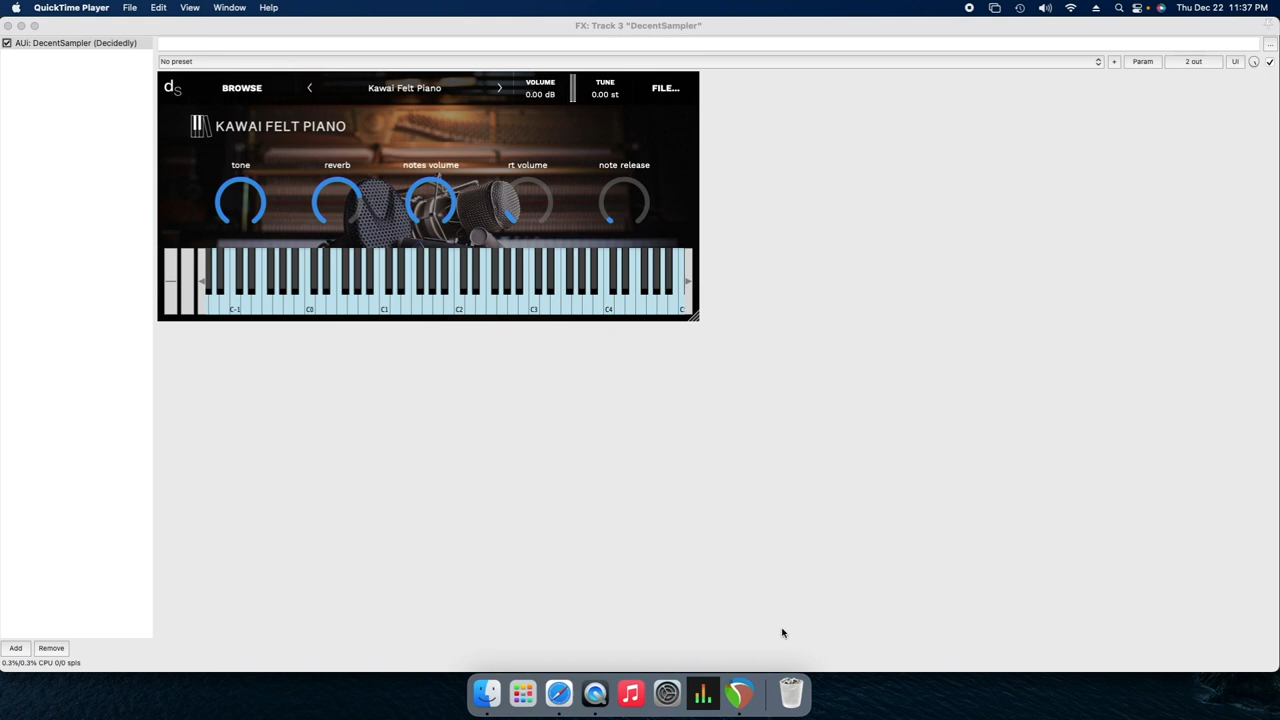 QuickTime Player File Edit View Window Help Thu Dec 22 11:37 PM
FX: Track 3 "DecentSampler"
AUi: DecentSampler (Decidedly)
...
No preset + Param 2 out UI
ds BROWSE Kawai Felt Piano VOLUME TUNE FILE...
0.00 dB 0.00 st
KAWAI FELT PIANO
tone reverb notes volume rt volume note release
C-1 C0 C1 C2 C3 C4 C
Add Remove
0.3%/0.3% CPU 0/0 spls